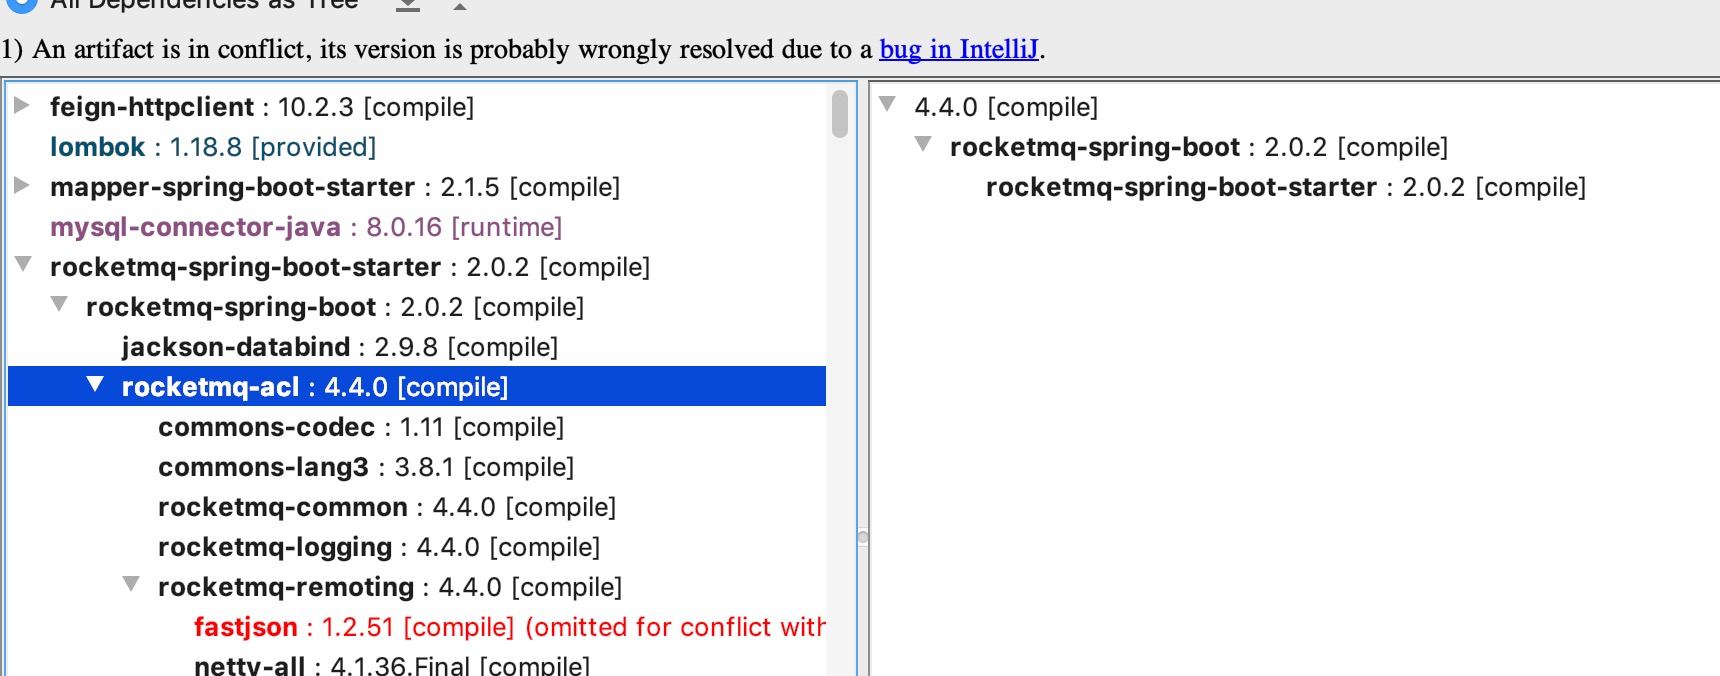 All Dependencies as Tree
1) An artifact is in conflict, its version is probably wrongly resolved due to a bug in IntelliJ.
feign-httpclient : 10.2.3 [compile]
lombok : 1.18.8 [provided]
mapper-spring-boot-starter : 2.1.5 [compile]
mysql-connector-java : 8.0.16 [runtime]
rocketmq-spring-boot-starter : 2.0.2 [compile]
rocketmq-spring-boot : 2.0.2 [compile]
jackson-databind : 2.9.8 [compile]
rocketmq-acl : 4.4.0 [compile]
commons-codec : 1.11 [compile]
commons-lang3 : 3.8.1 [compile]
rocketmq-common : 4.4.0 [compile]
rocketmq-logging : 4.4.0 [compile]
rocketmq-remoting : 4.4.0 [compile]
fastjson : 1.2.51 [compile] (omitted for conflict with
netty-all : 4.1.36.Final [compile]
4.4.0 [compile]
rocketmq-spring-boot : 2.0.2 [compile]
rocketmq-spring-boot-starter : 2.0.2 [compile]